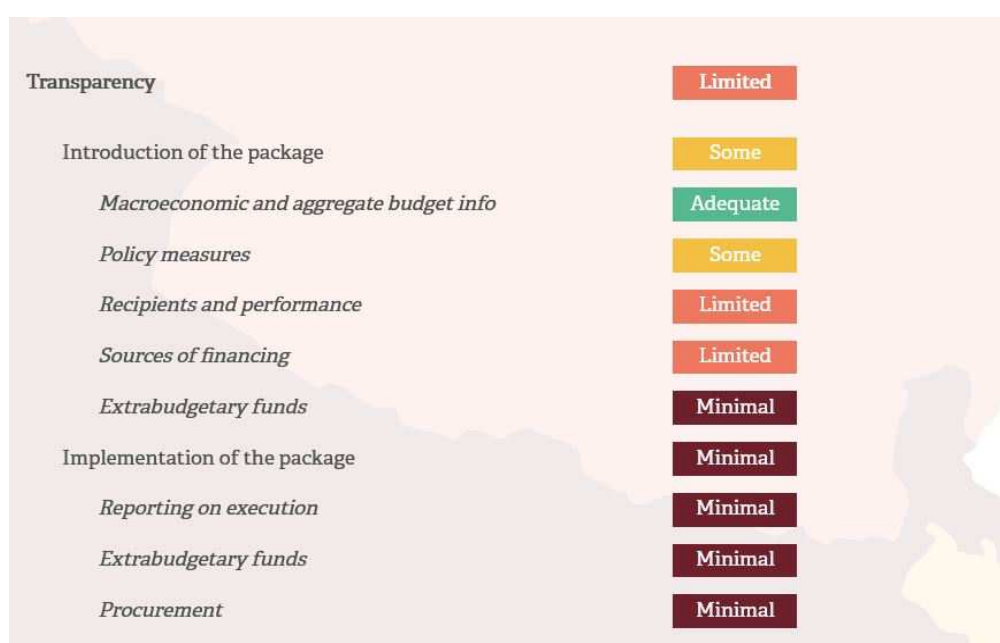 Transparency Limited
Introduction of the package Some
Macroeconomic and aggregate budget info Adequate
Policy measures Some
Recipients and performance Limited
Sources of financing Limited
Extrabudgetary funds Minimal
Implementation of the package Minimal
Reporting on execution Minimal
Extrabudgetary funds Minimal
Procurement Minimal